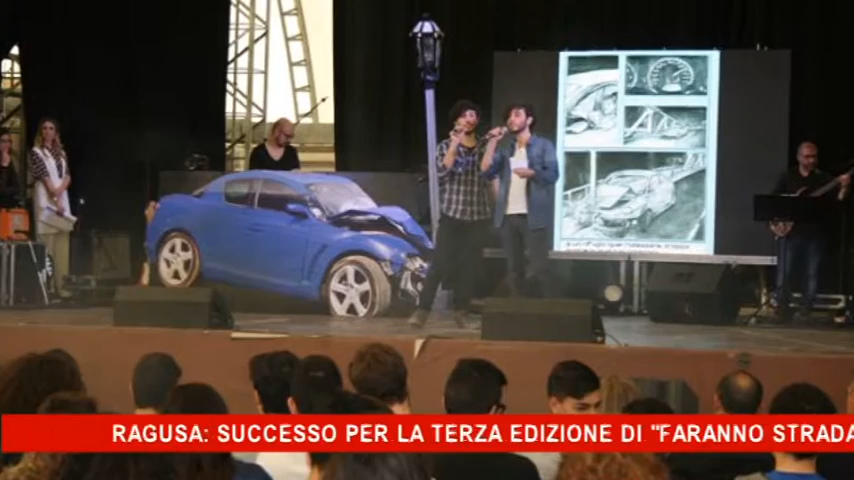 RAGUSA: SUCCESSO PER LA TERZA EDIZIONE DI "FARANNO STRADA